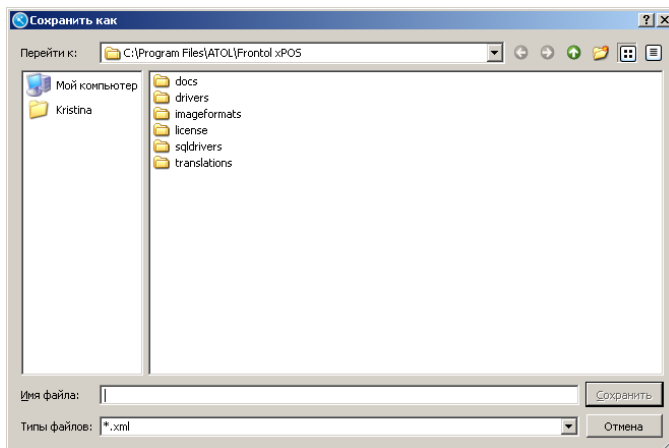 Сохранить как
Перейти к: C:\Program Files\ATOL\Frontol xPOS
Мой компьютер
Kristina
docs
drivers
imageformats
license
sqldrivers
translations
Имя файла: Сохранить
Типы файлов: *.xml Отмена